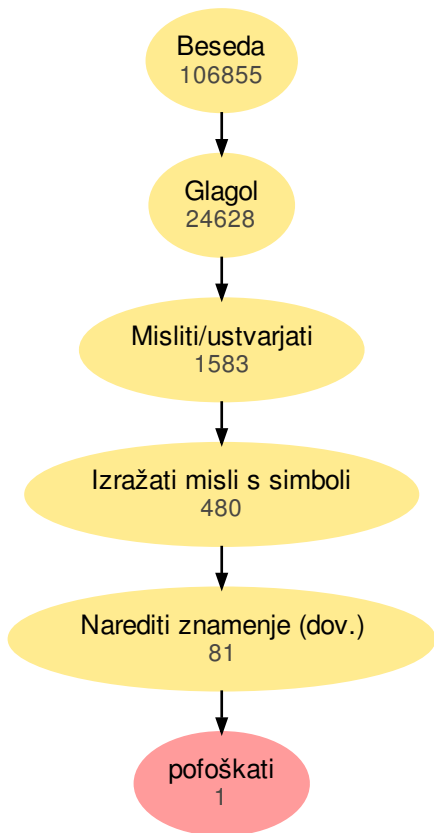 Beseda
106855
Glagol
24628
Misliti/ustvarjati
1583
Izražati misli s simboli
480
Narediti znamenje (dov.)
81
pofoškati
1